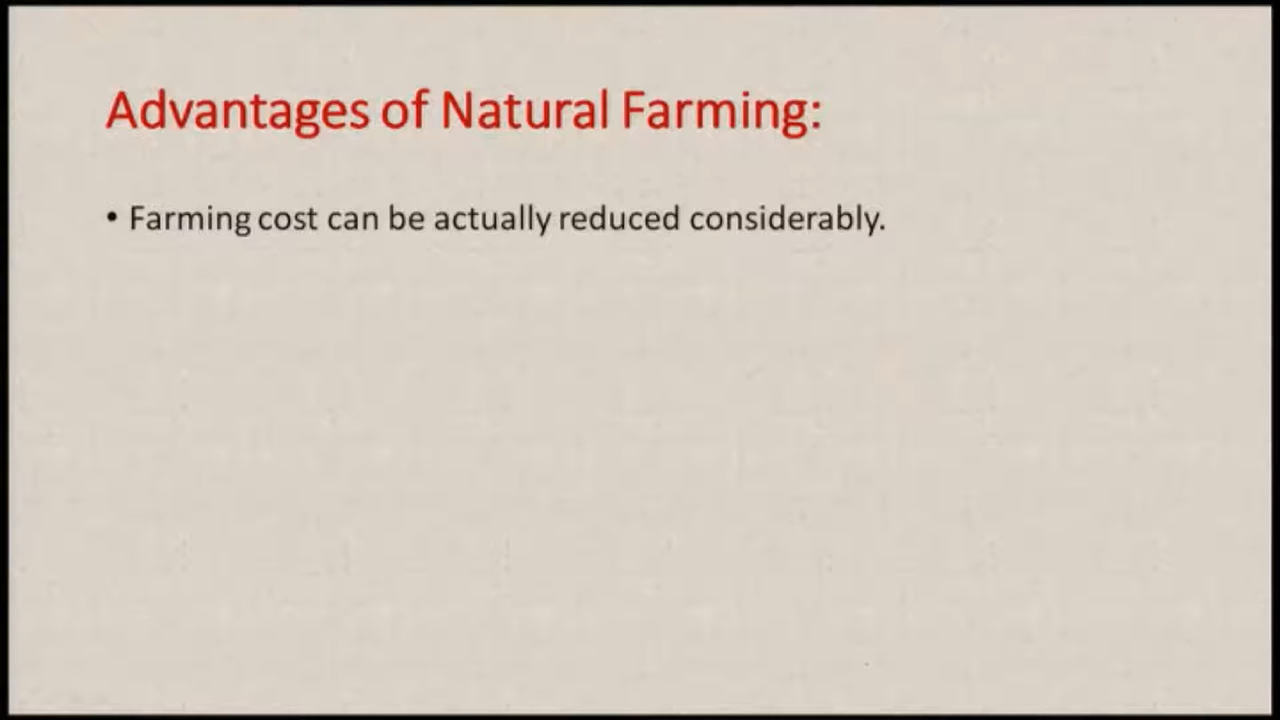 Advantages of Natural Farming:
• Farming cost can be actually reduced considerably.